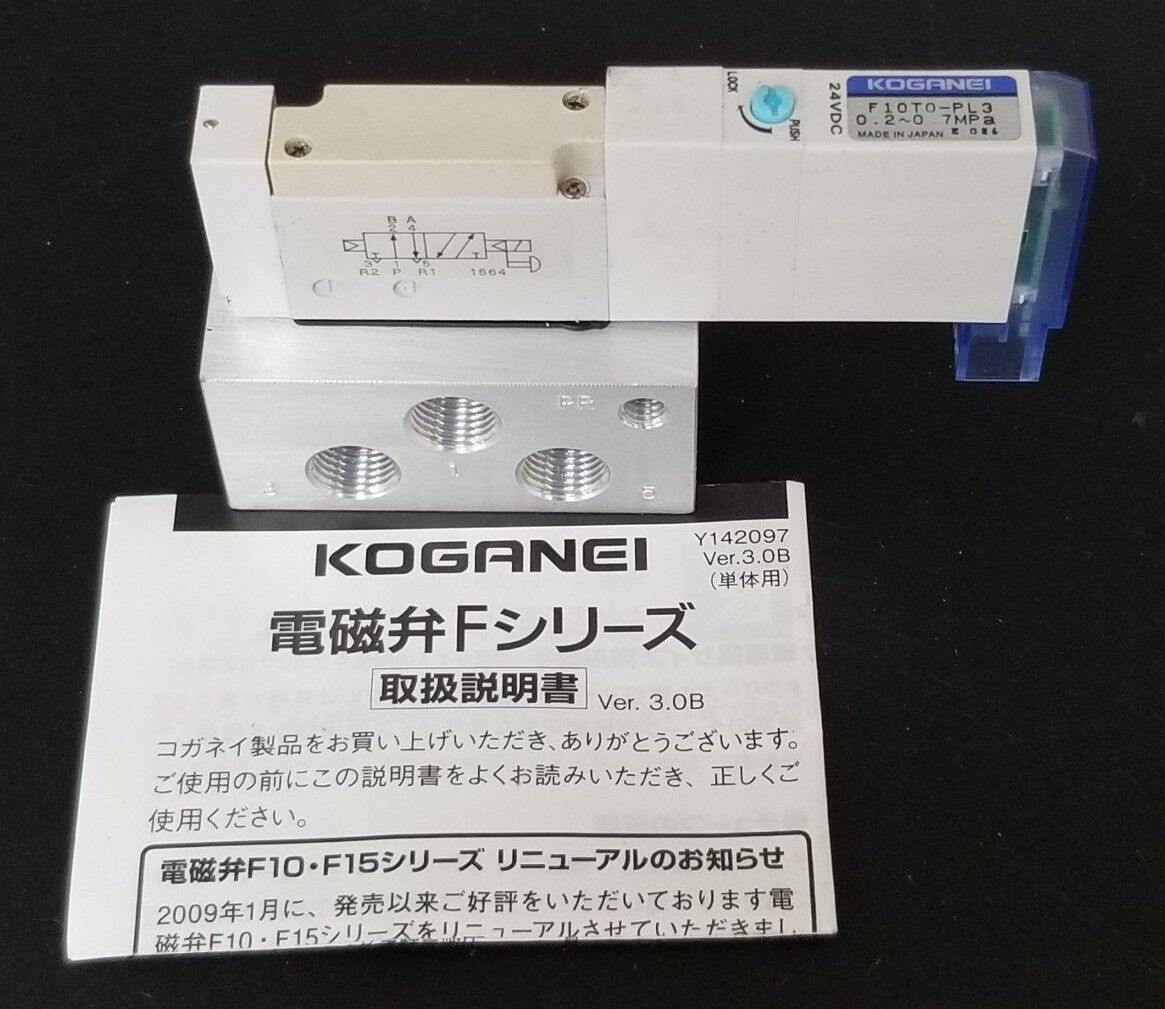 LOCK
PUSH
24VDC
KOGANEI
F10T0-PL3
0.2~0.7MPa
MADE IN JAPAN
B A
2 4
3 1 5
R2 P R1
1564
PR
3 1 5
KOGANEI
Y142097
Ver.3.0B
(単体用)
電磁弁Fシリーズ
取扱説明書 Ver. 3.0B
コガネイ製品をお買い上げいただき、ありがとうございます。
ご使用の前にこの説明書をよくお読みいただき、正しくご
使用ください。
電磁弁F10・F15シリーズ リニューアルのお知らせ
2009年1月に、発売以来ご好評をいただいております電
磁弁F10・F15シリーズをリニューアルさせていただきまし